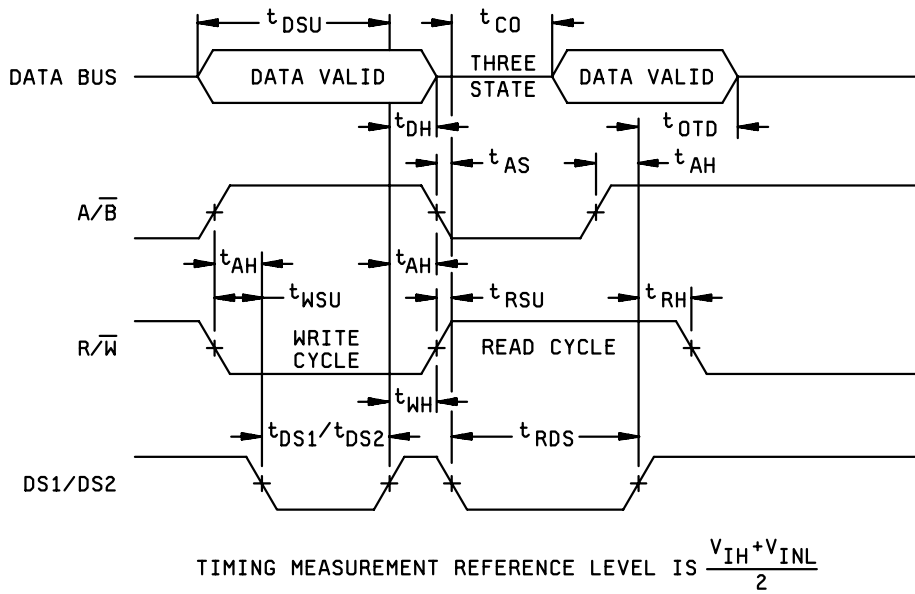 tDSU
tCO
DATA BUS
DATA VALID
THREE
STATE
DATA VALID
tDH
tOTD
tAS
tAH
A/B̅
tAH
tAH
tWSU
tRSU
tRH
R/W̅
WRITE
CYCLE
READ CYCLE
tWH
tDS1/tDS2
tRDS
DS1/DS2
TIMING MEASUREMENT REFERENCE LEVEL IS VIH+VINL
2